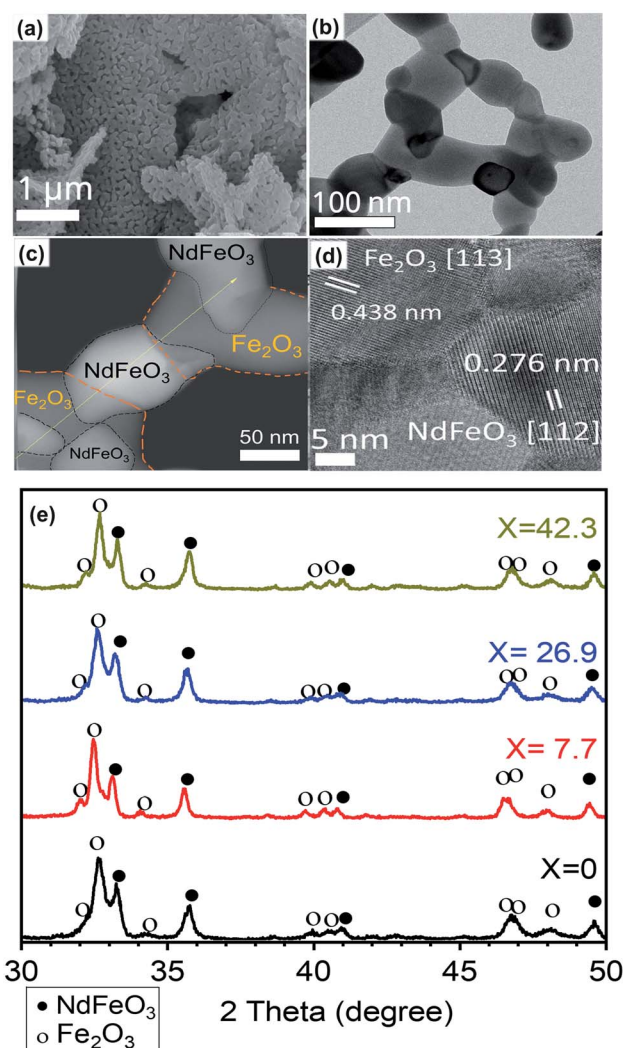 (a)
1 µm
(b)
100 nm
(c)
NdFeO₃
NdFeO₃
Fe₂O₃
Fe₂O₃
NdFeO₃
50 nm
(d)
Fe₂O₃ [113]
0.438 nm
0.276 nm
NdFeO₃ [112]
5 nm
(e)
X=42.3
X= 26.9
X= 7.7
X=0
30 35 40 45 50
2 Theta (degree)
● NdFeO₃
○ Fe₂O₃